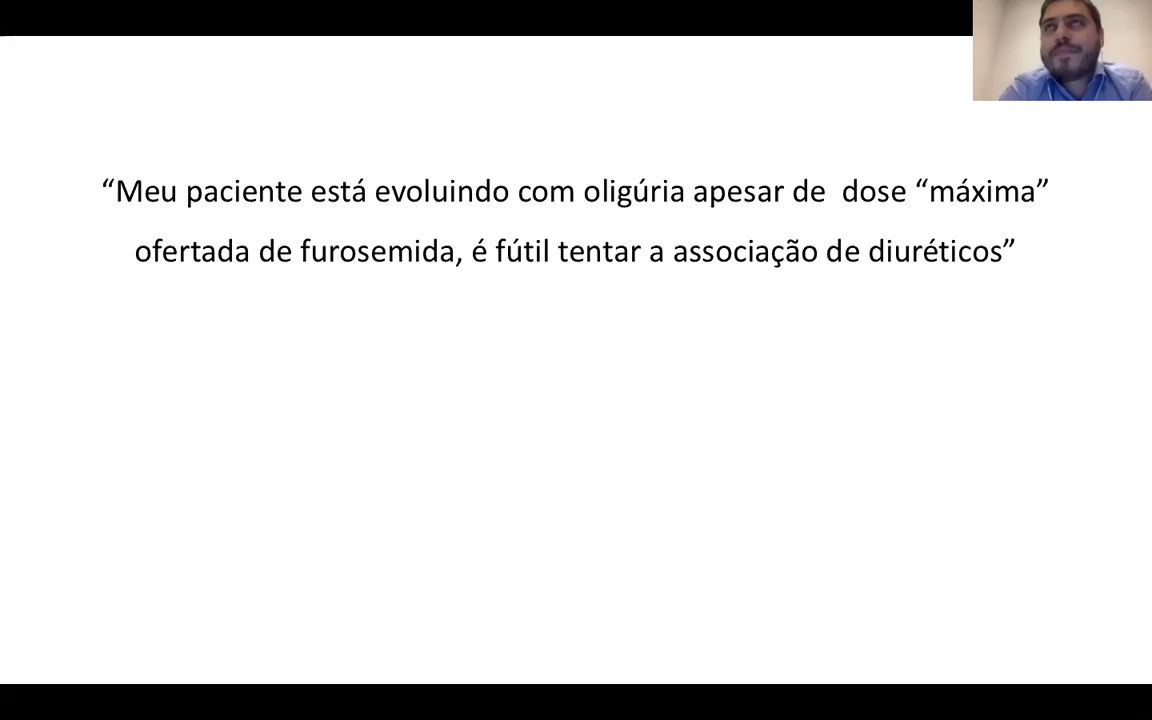 “Meu paciente está evoluindo com oligúria apesar de  dose “máxima”
ofertada de furosemida, é fútil tentar a associação de diuréticos”